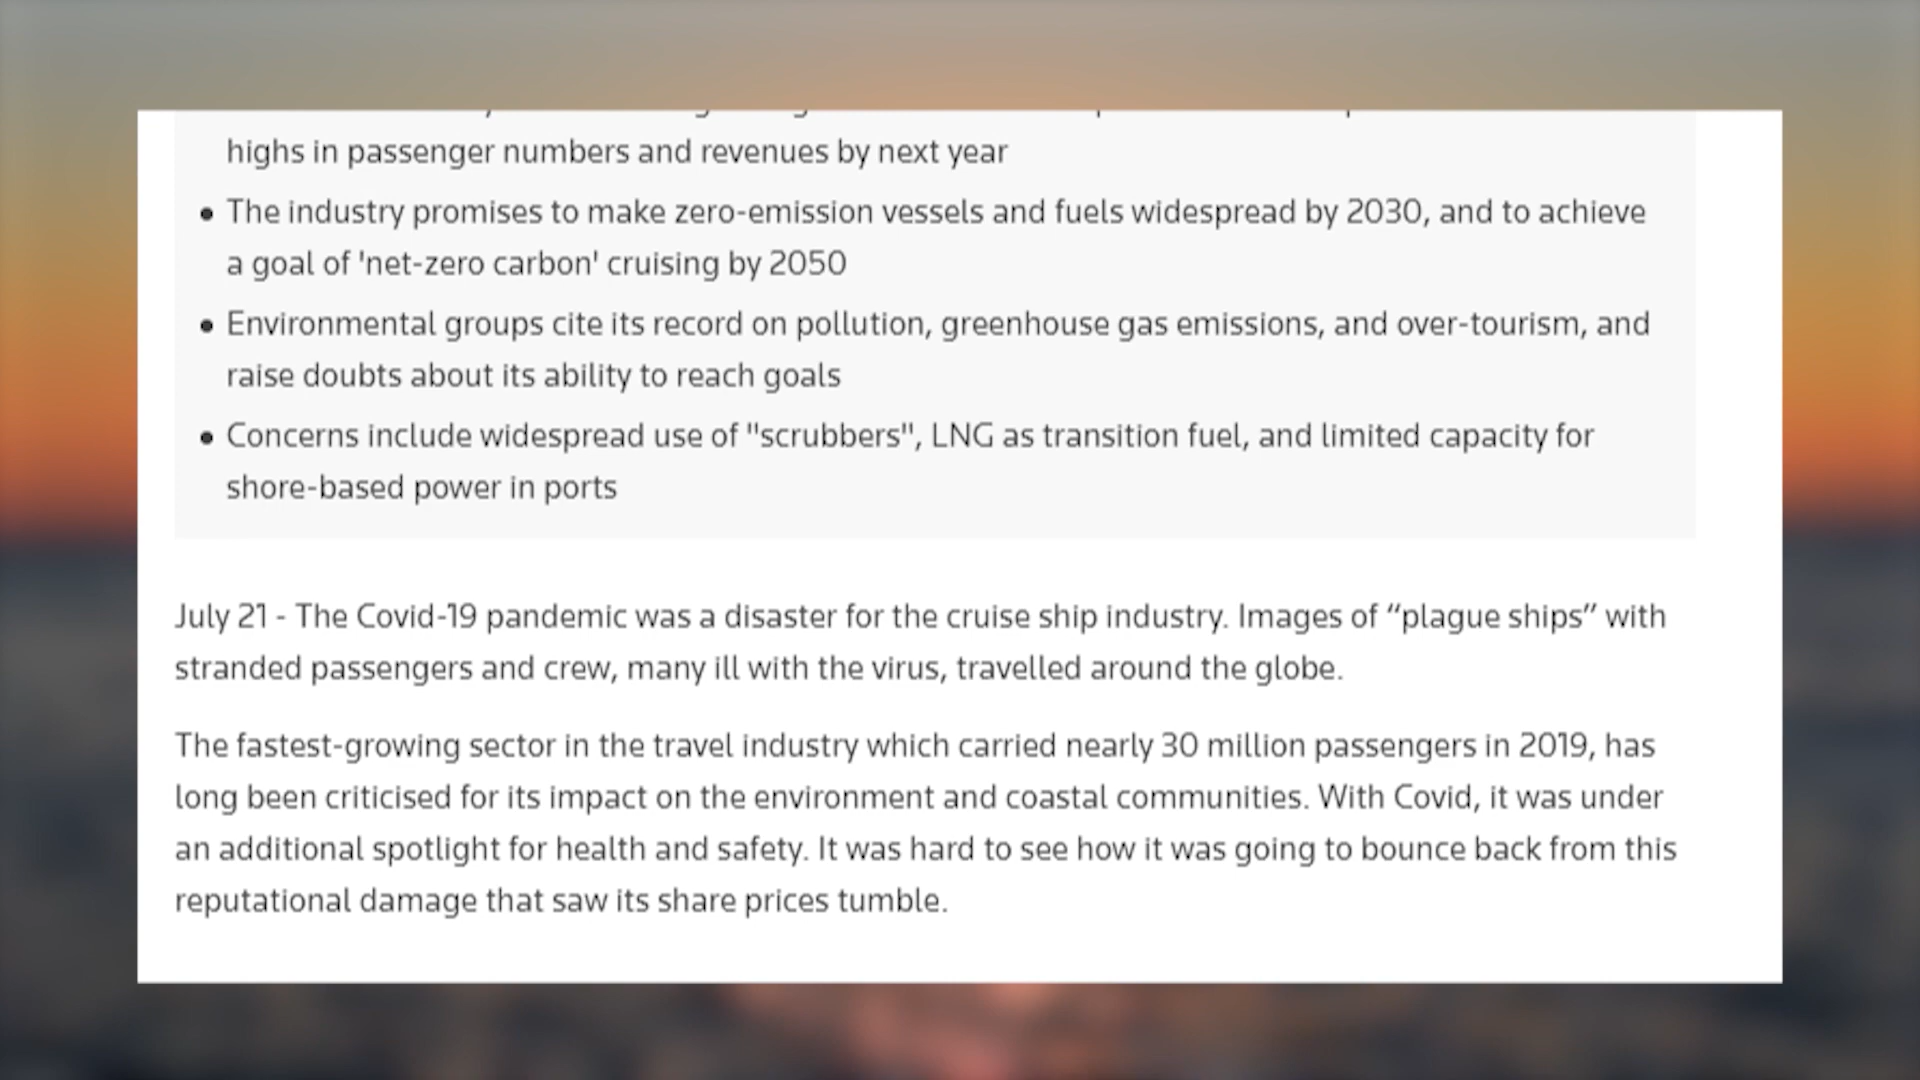 highs in passenger numbers and revenues by next year
• The industry promises to make zero-emission vessels and fuels widespread by 2030, and to achieve
a goal of 'net-zero carbon' cruising by 2050
• Environmental groups cite its record on pollution, greenhouse gas emissions, and over-tourism, and
raise doubts about its ability to reach goals
• Concerns include widespread use of "scrubbers", LNG as transition fuel, and limited capacity for
shore-based power in ports
July 21 - The Covid-19 pandemic was a disaster for the cruise ship industry. Images of “plague ships” with
stranded passengers and crew, many ill with the virus, travelled around the globe.
The fastest-growing sector in the travel industry which carried nearly 30 million passengers in 2019, has
long been criticised for its impact on the environment and coastal communities. With Covid, it was under
an additional spotlight for health and safety. It was hard to see how it was going to bounce back from this
reputational damage that saw its share prices tumble.